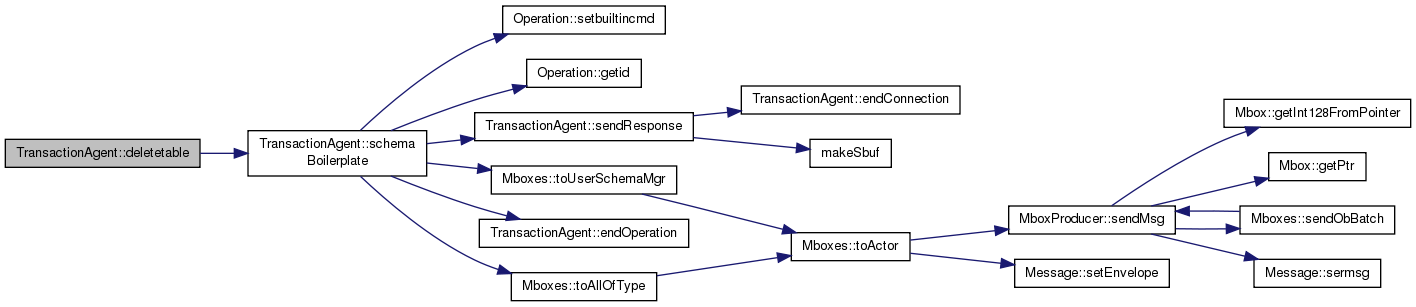 TransactionAgent::deletetable
TransactionAgent::schema
Boilerplate
Operation::setbuiltincmd
Operation::getid
TransactionAgent::sendResponse
Mboxes::toUserSchemaMgr
TransactionAgent::endOperation
Mboxes::toAllOfType
TransactionAgent::endConnection
makeSbuf
Mboxes::toActor
MboxProducer::sendMsg
Message::setEnvelope
Mbox::getInt128FromPointer
Mbox::getPtr
Mboxes::sendObBatch
Message::sermsg